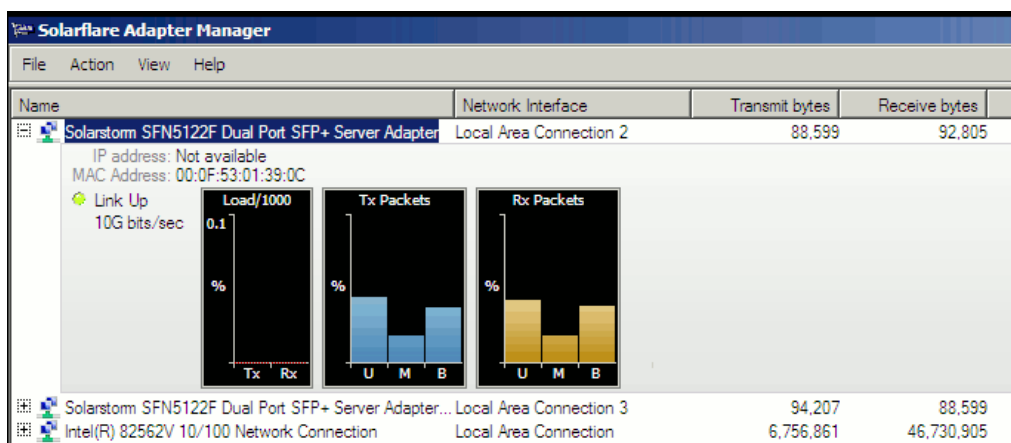 Solarflare Adapter Manager
File Action View Help
Name Network Interface Transmit bytes Receive bytes
Solarstorm SFN5122F Dual Port SFP+ Server Adapter Local Area Connection 2 88,599 92,805
IP address: Not available
MAC Address: 00:0F:53:01:39:0C
Link Up Load/1000 Tx Packets Rx Packets
10G bits/sec 0.1
% % %
Tx Rx U M B U M B
Solarstorm SFN5122F Dual Port SFP+ Server Adapter... Local Area Connection 3 94,207 88,599
Intel(R) 82562V 10/100 Network Connection Local Area Connection 6,756,861 46,730,905